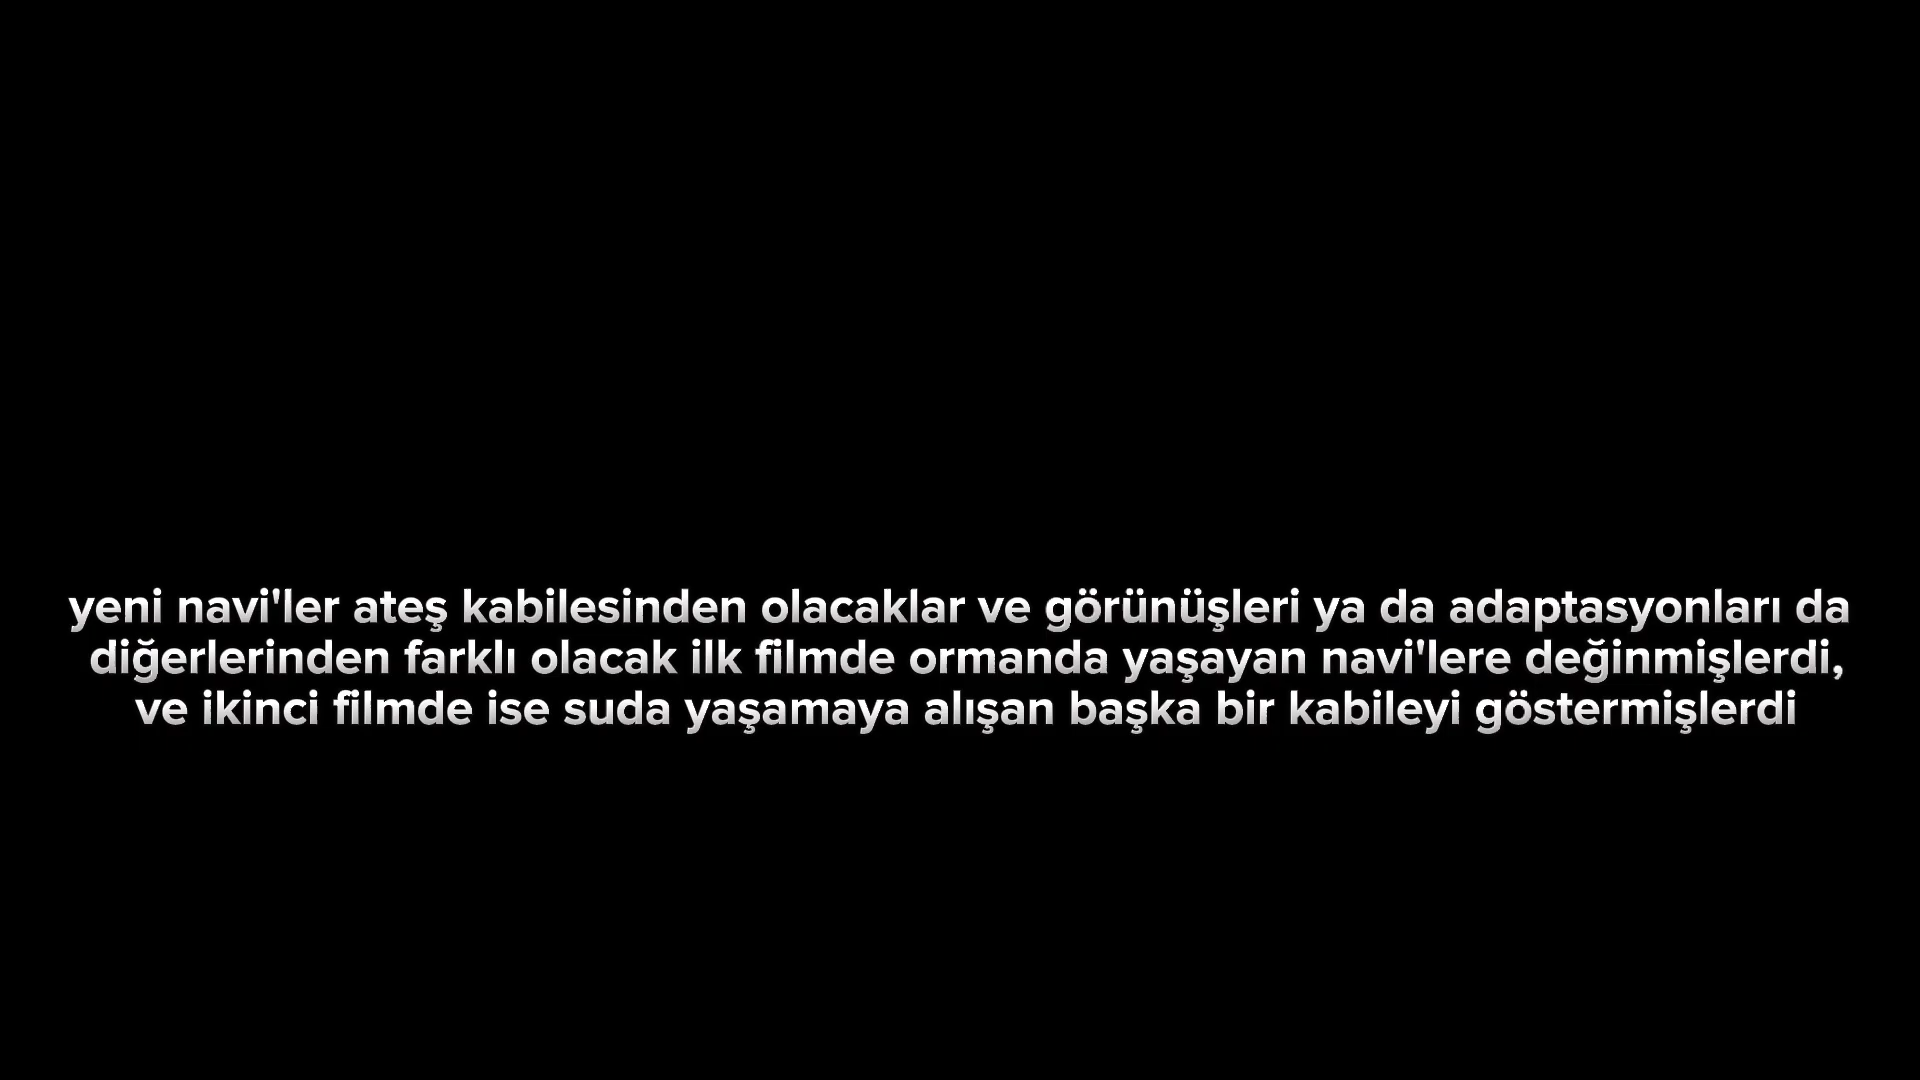 yeni navi'ler ateş kabilesinden olacaklar ve görünüşleri ya da adaptasyonları da
diğerlerinden farklı olacak ilk filmde ormanda yaşayan navi'lere değinmişlerdi,
ve ikinci filmde ise suda yaşamaya alışan başka bir kabileyi göstermişlerdi